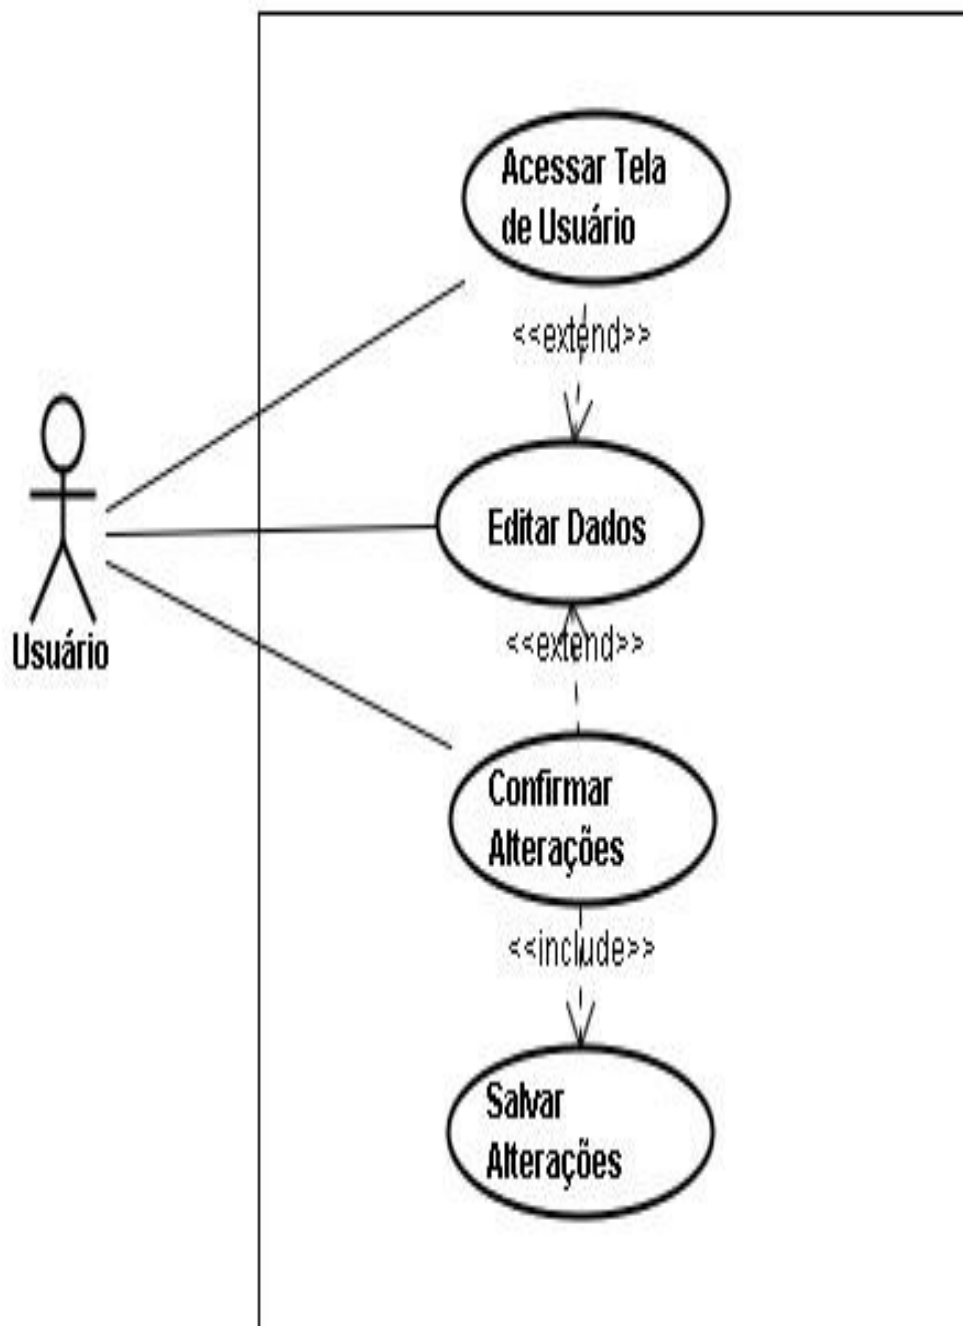 Acessar Tela
de Usuário
<<extend>>
Editar Dados
<<extend>>
Usuário
Confirmar
Alterações
<<include>>
Salvar
Alterações